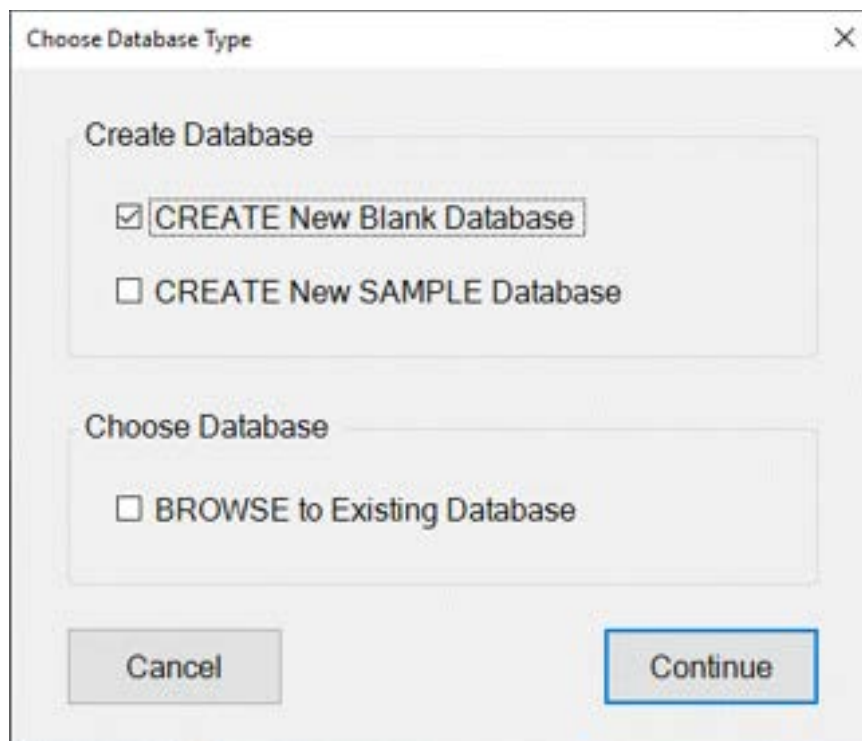 Choose Database Type
Create Database
CREATE New Blank Database
CREATE New SAMPLE Database
Choose Database
BROWSE to Existing Database
Cancel
Continue